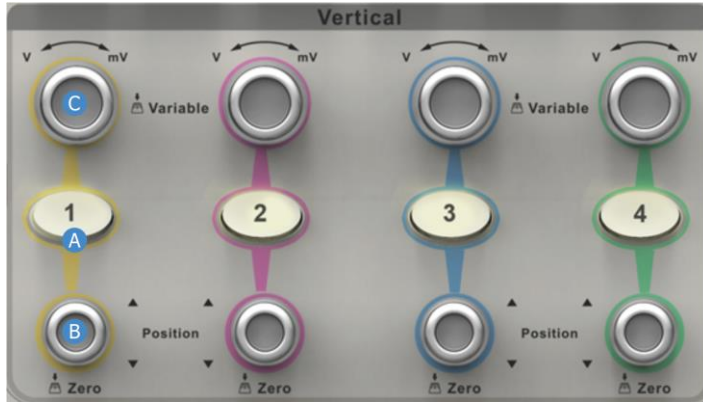 Vertical
V mV V mV V mV V mV
C
Variable Variable
1 2 3 4
A
B Position Position
Zero Zero Zero Zero